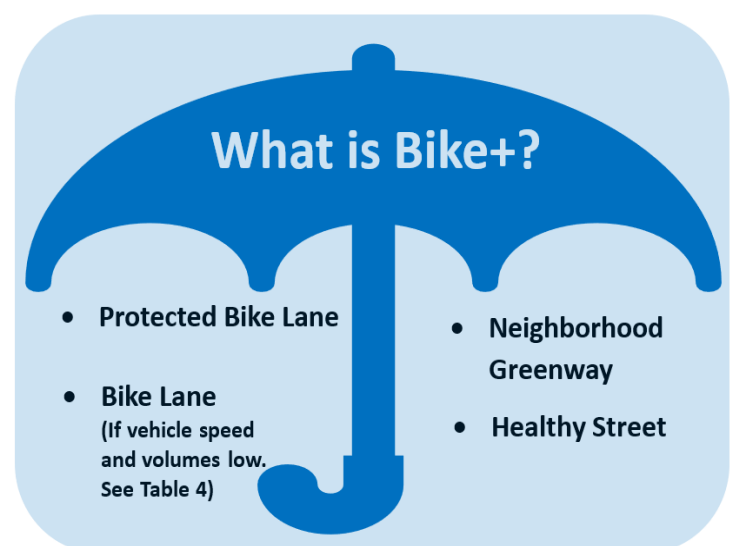 What is Bike+?
• Protected Bike Lane
• Bike Lane
(If vehicle speed
and volumes low.
See Table 4)
• Neighborhood
Greenway
• Healthy Street